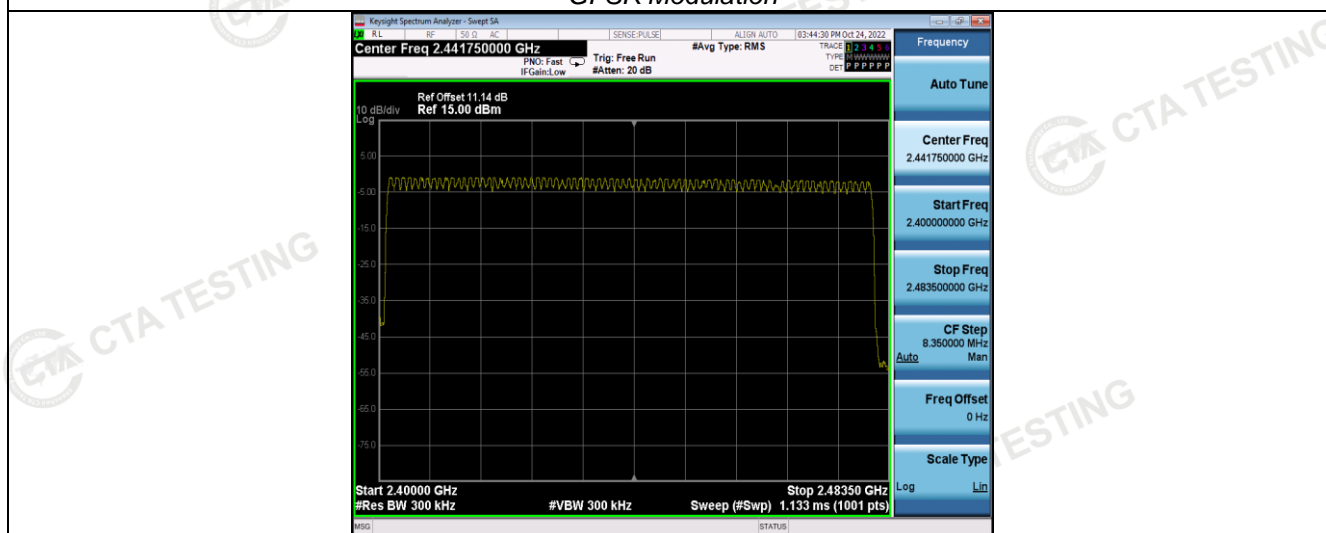 GFSK Modulation
Keysight Spectrum Analyzer - Swept SA
RL RF 50 Ω AC SENSE:PULSE ALIGN AUTO 03:44:30 PM Oct 24, 2022
Center Freq 2.441750000 GHz
PNO: Fast
IFGain:Low
Trig: Free Run
#Atten: 20 dB
#Avg Type: RMS
TRACE 1 2 3 4 5 6
TYPE M WWWWW
DET P P P P P P
Ref Offset 11.14 dB
10 dB/div Ref 15.00 dBm
Log
5.00
-5.00
-15.0
-25.0
-35.0
-45.0
-55.0
-65.0
-75.0
Start 2.40000 GHz Stop 2.48350 GHz
#Res BW 300 kHz #VBW 300 kHz Sweep (#Swp) 1.133 ms (1001 pts)
MSG STATUS
Frequency
Auto Tune
Center Freq
2.441750000 GHz
Start Freq
2.400000000 GHz
Stop Freq
2.483500000 GHz
CF Step
8.350000 MHz
Auto Man
Freq Offset
0 Hz
Scale Type
Log Lin
CTA TESTING
CTA TESTING
TESTING